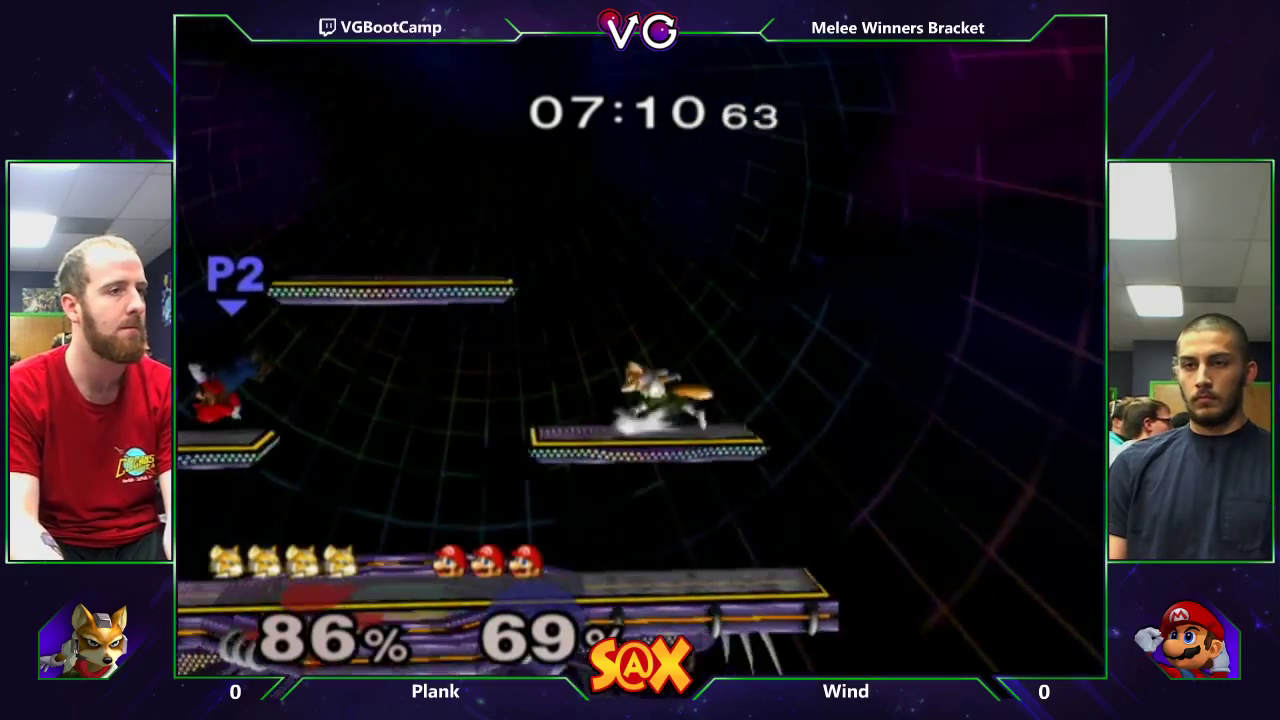 VGBootCamp
VG
Melee Winners Bracket
07:10 63
P2
86%
69%
S@X
0
Plank
Wind
0